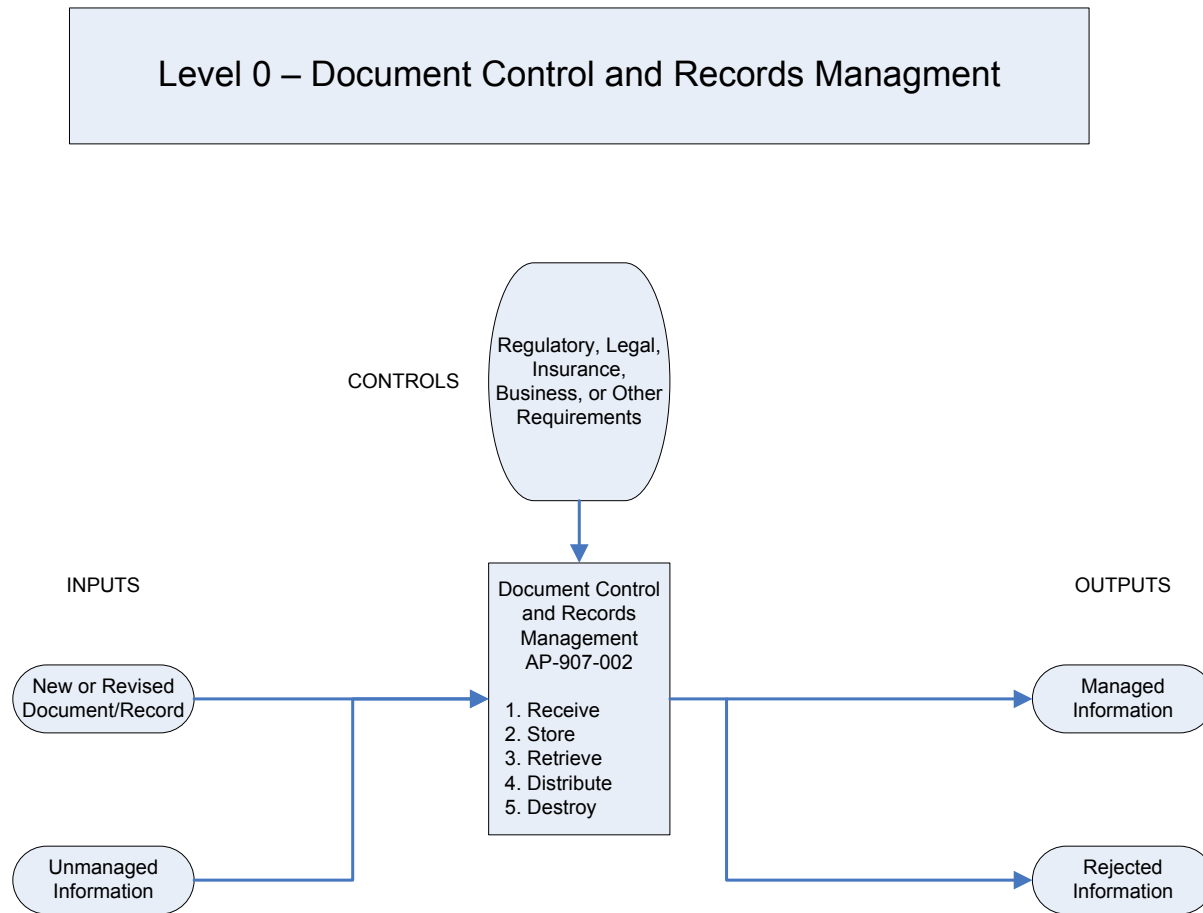 Level 0 – Document Control and Records Managment
CONTROLS
Regulatory, Legal,
Insurance,
Business, or Other
Requirements
INPUTS
OUTPUTS
Document Control
and Records
Management
AP-907-002
1. Receive
2. Store
3. Retrieve
4. Distribute
5. Destroy
New or Revised
Document/Record
Managed
Information
Unmanaged
Information
Rejected
Information